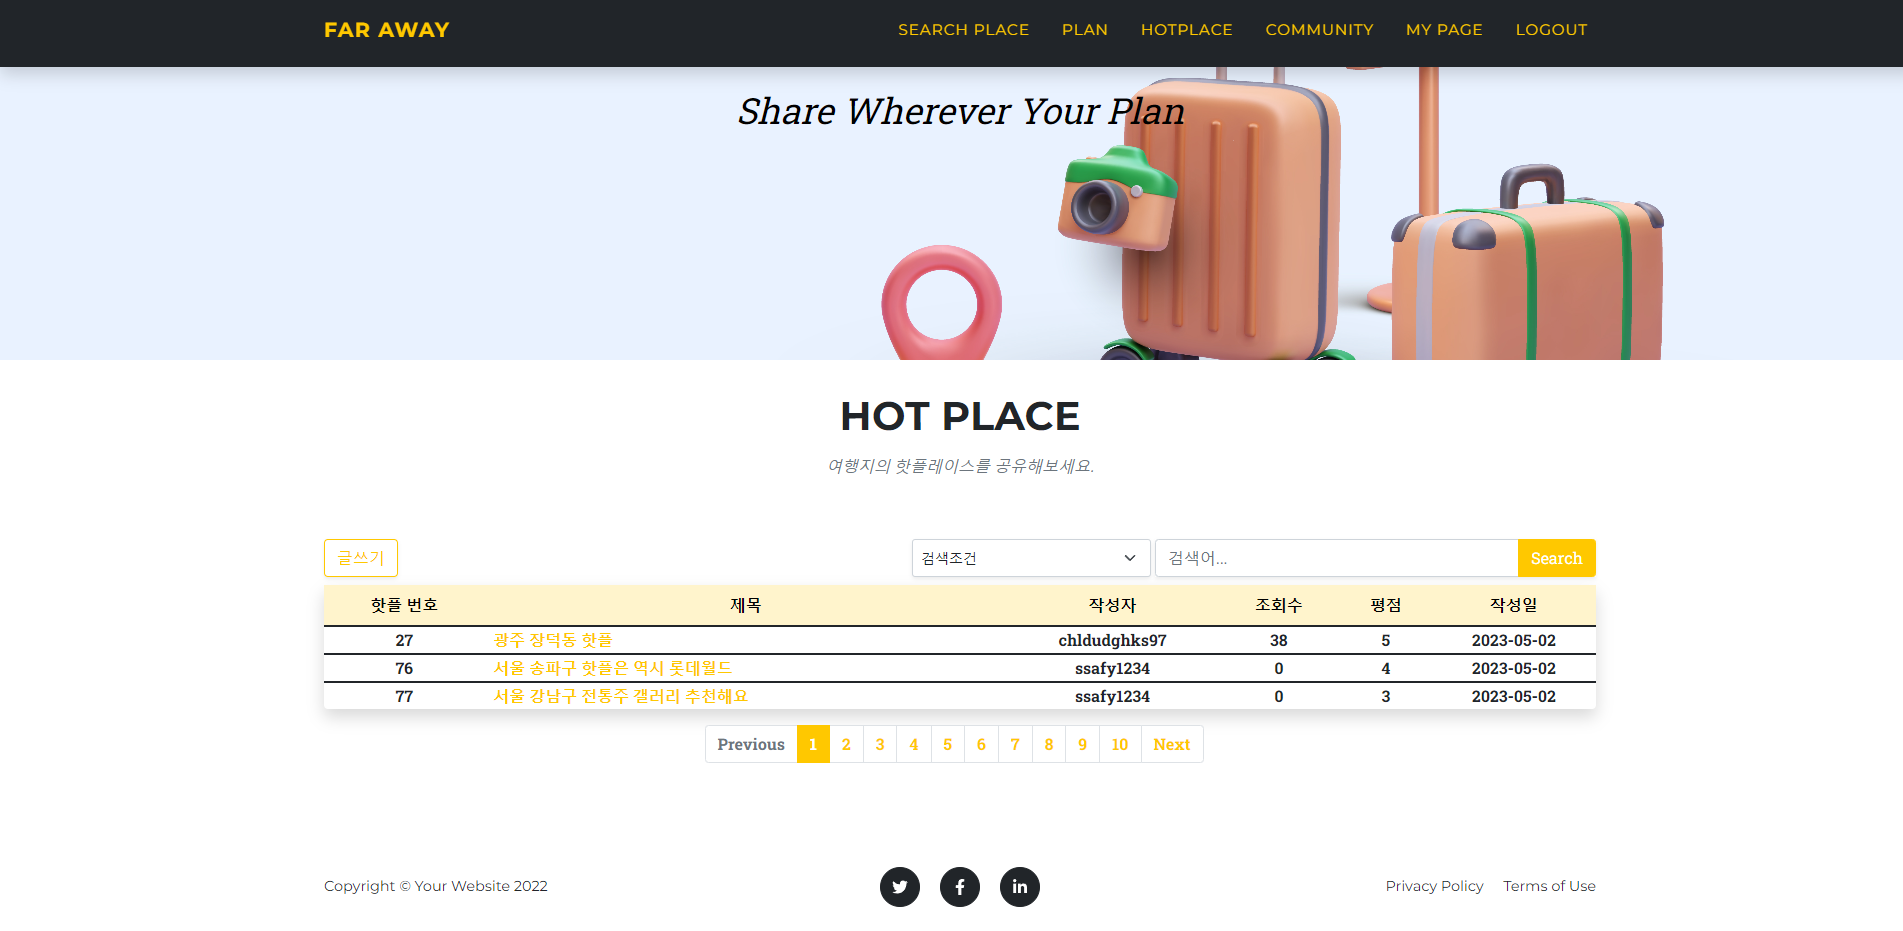 FAR AWAY SEARCH PLACE PLAN HOTPLACE COMMUNITY MY PAGE LOGOUT
Share Wherever Your Plan
HOT PLACE
여행지의 핫플레이스를 공유해보세요.
글쓰기 검색조건 검색어... Search
핫플 번호 제목 작성자 조회수 평점 작성일
27 광주 장덕동 핫플 chldudghks97 38 5 2023-05-02
76 서울 송파구 핫플은 역시 롯데월드 ssafy1234 0 4 2023-05-02
77 서울 강남구 전통주 갤러리 추천해요 ssafy1234 0 3 2023-05-02
Previous 1 2 3 4 5 6 7 8 9 10 Next
Copyright © Your Website 2022 Privacy Policy Terms of Use